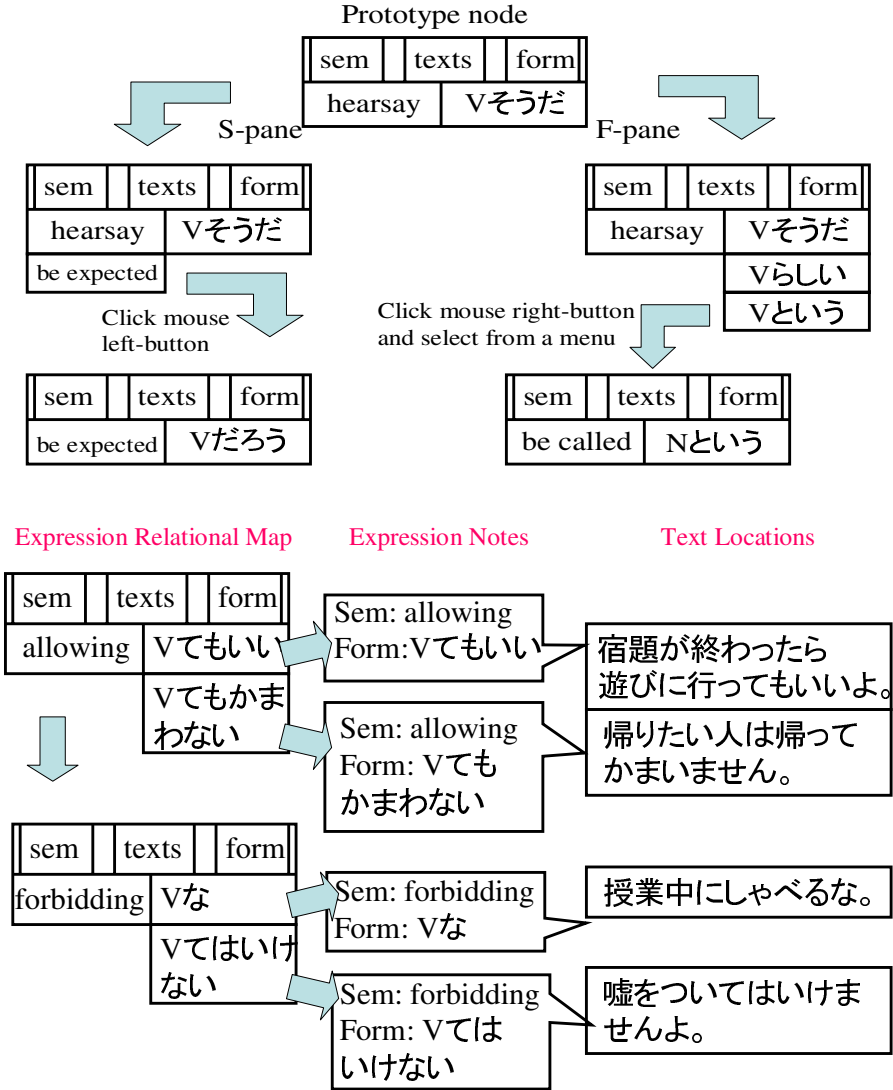 Prototype node
sem texts form
hearsay Vそうだ
S-pane
F-pane
sem texts form
hearsay Vそうだ
be expected
sem texts form
hearsay Vそうだ
Vらしい
Vという
Click mouse
left-button
Click mouse right-button
and select from a menu
sem texts form
be expected Vだろう
sem texts form
be called Nという
Expression Relational Map
Expression Notes
Text Locations
sem texts form
allowing Vてもいい
Vてもかま
わない
Sem: allowing
Form:Vてもいい
Sem: allowing
Form: Vても
かまわない
宿題が終わったら
遊びに行ってもいいよ。
帰りたい人は帰って
かまいません。
sem texts form
forbidding Vな
Vてはいけ
ない
Sem: forbidding
Form: Vな
Sem: forbidding
Form: Vては
いけない
授業中にしゃべるな。
嘘をついてはいけま
せんよ。